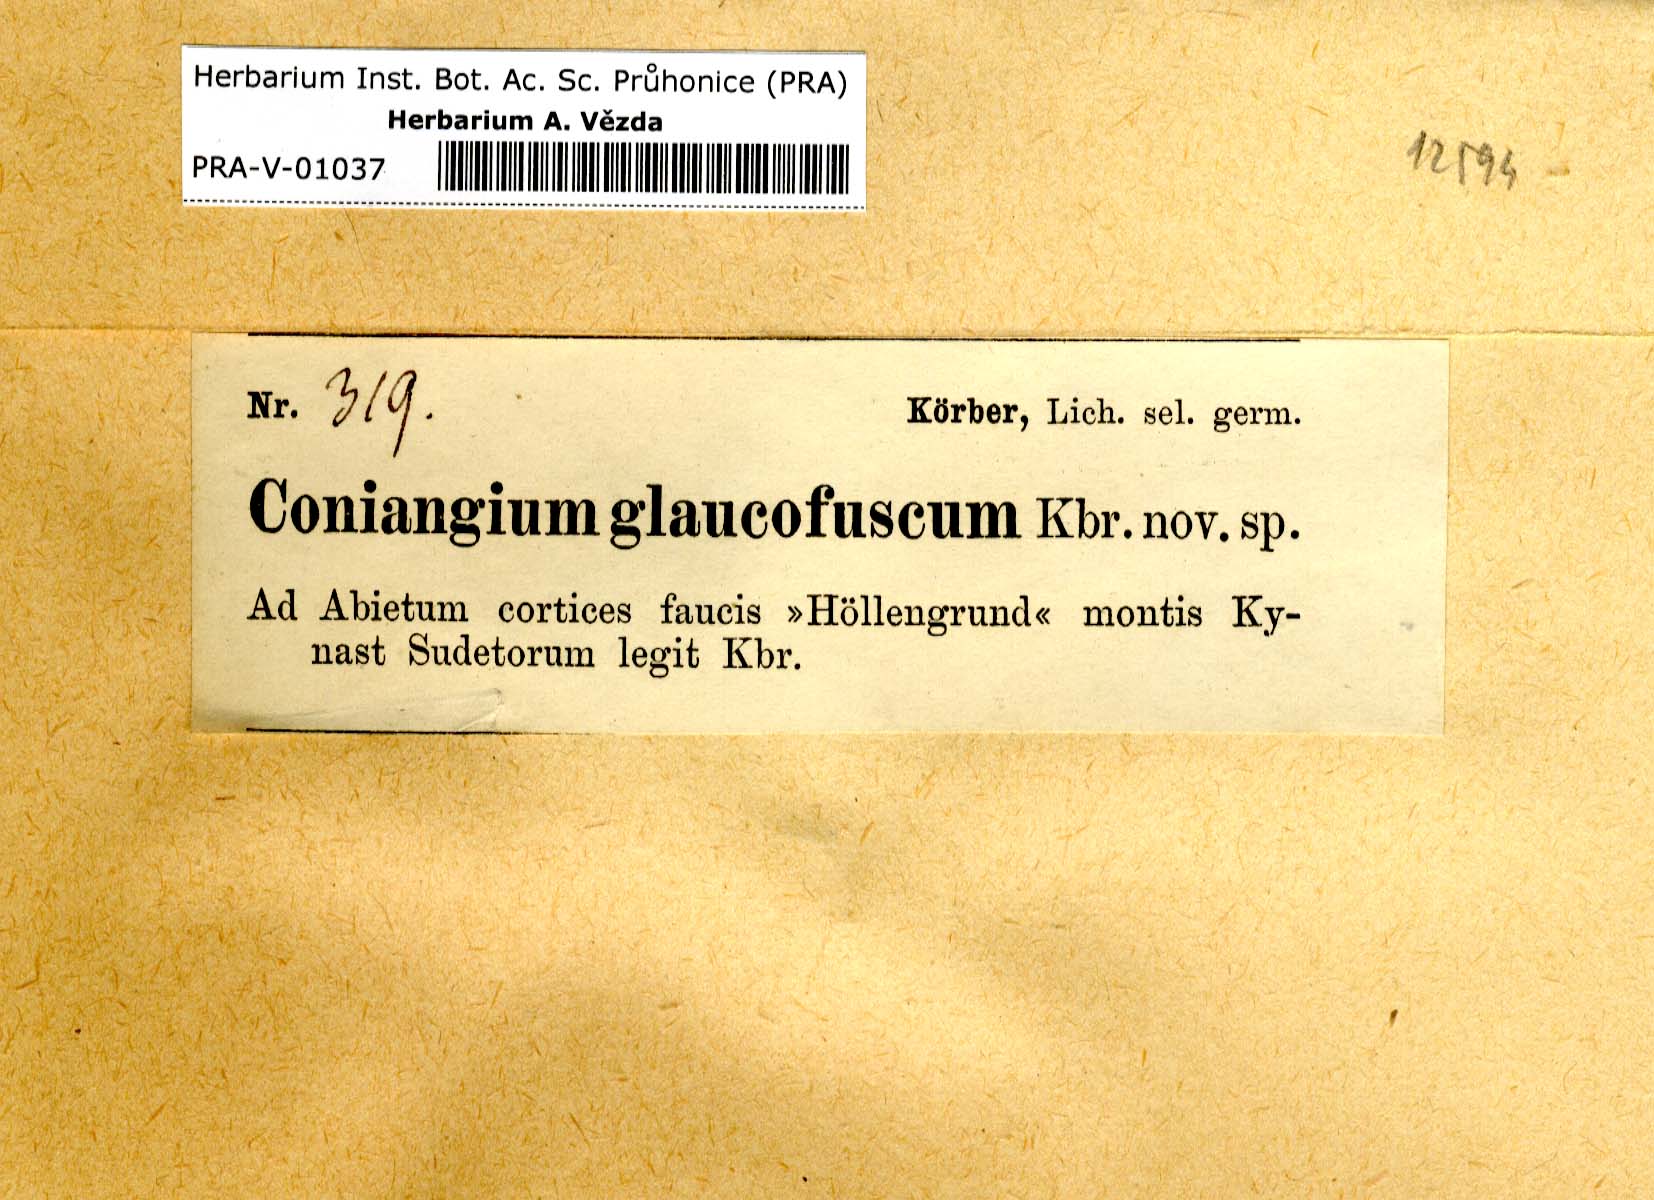 Herbarium Inst. Bot. Ac. Sc. Průhonice (PRA)
Herbarium A. Vězda
PRA-V-01037
12594
Nr. 319.
Körber, Lich. sel. germ.
Coniangium glaucofuscum Kbr. nov. sp.
Ad Abietum cortices faucis »Höllengrund« montis Ky-
nast Sudetorum legit Kbr.